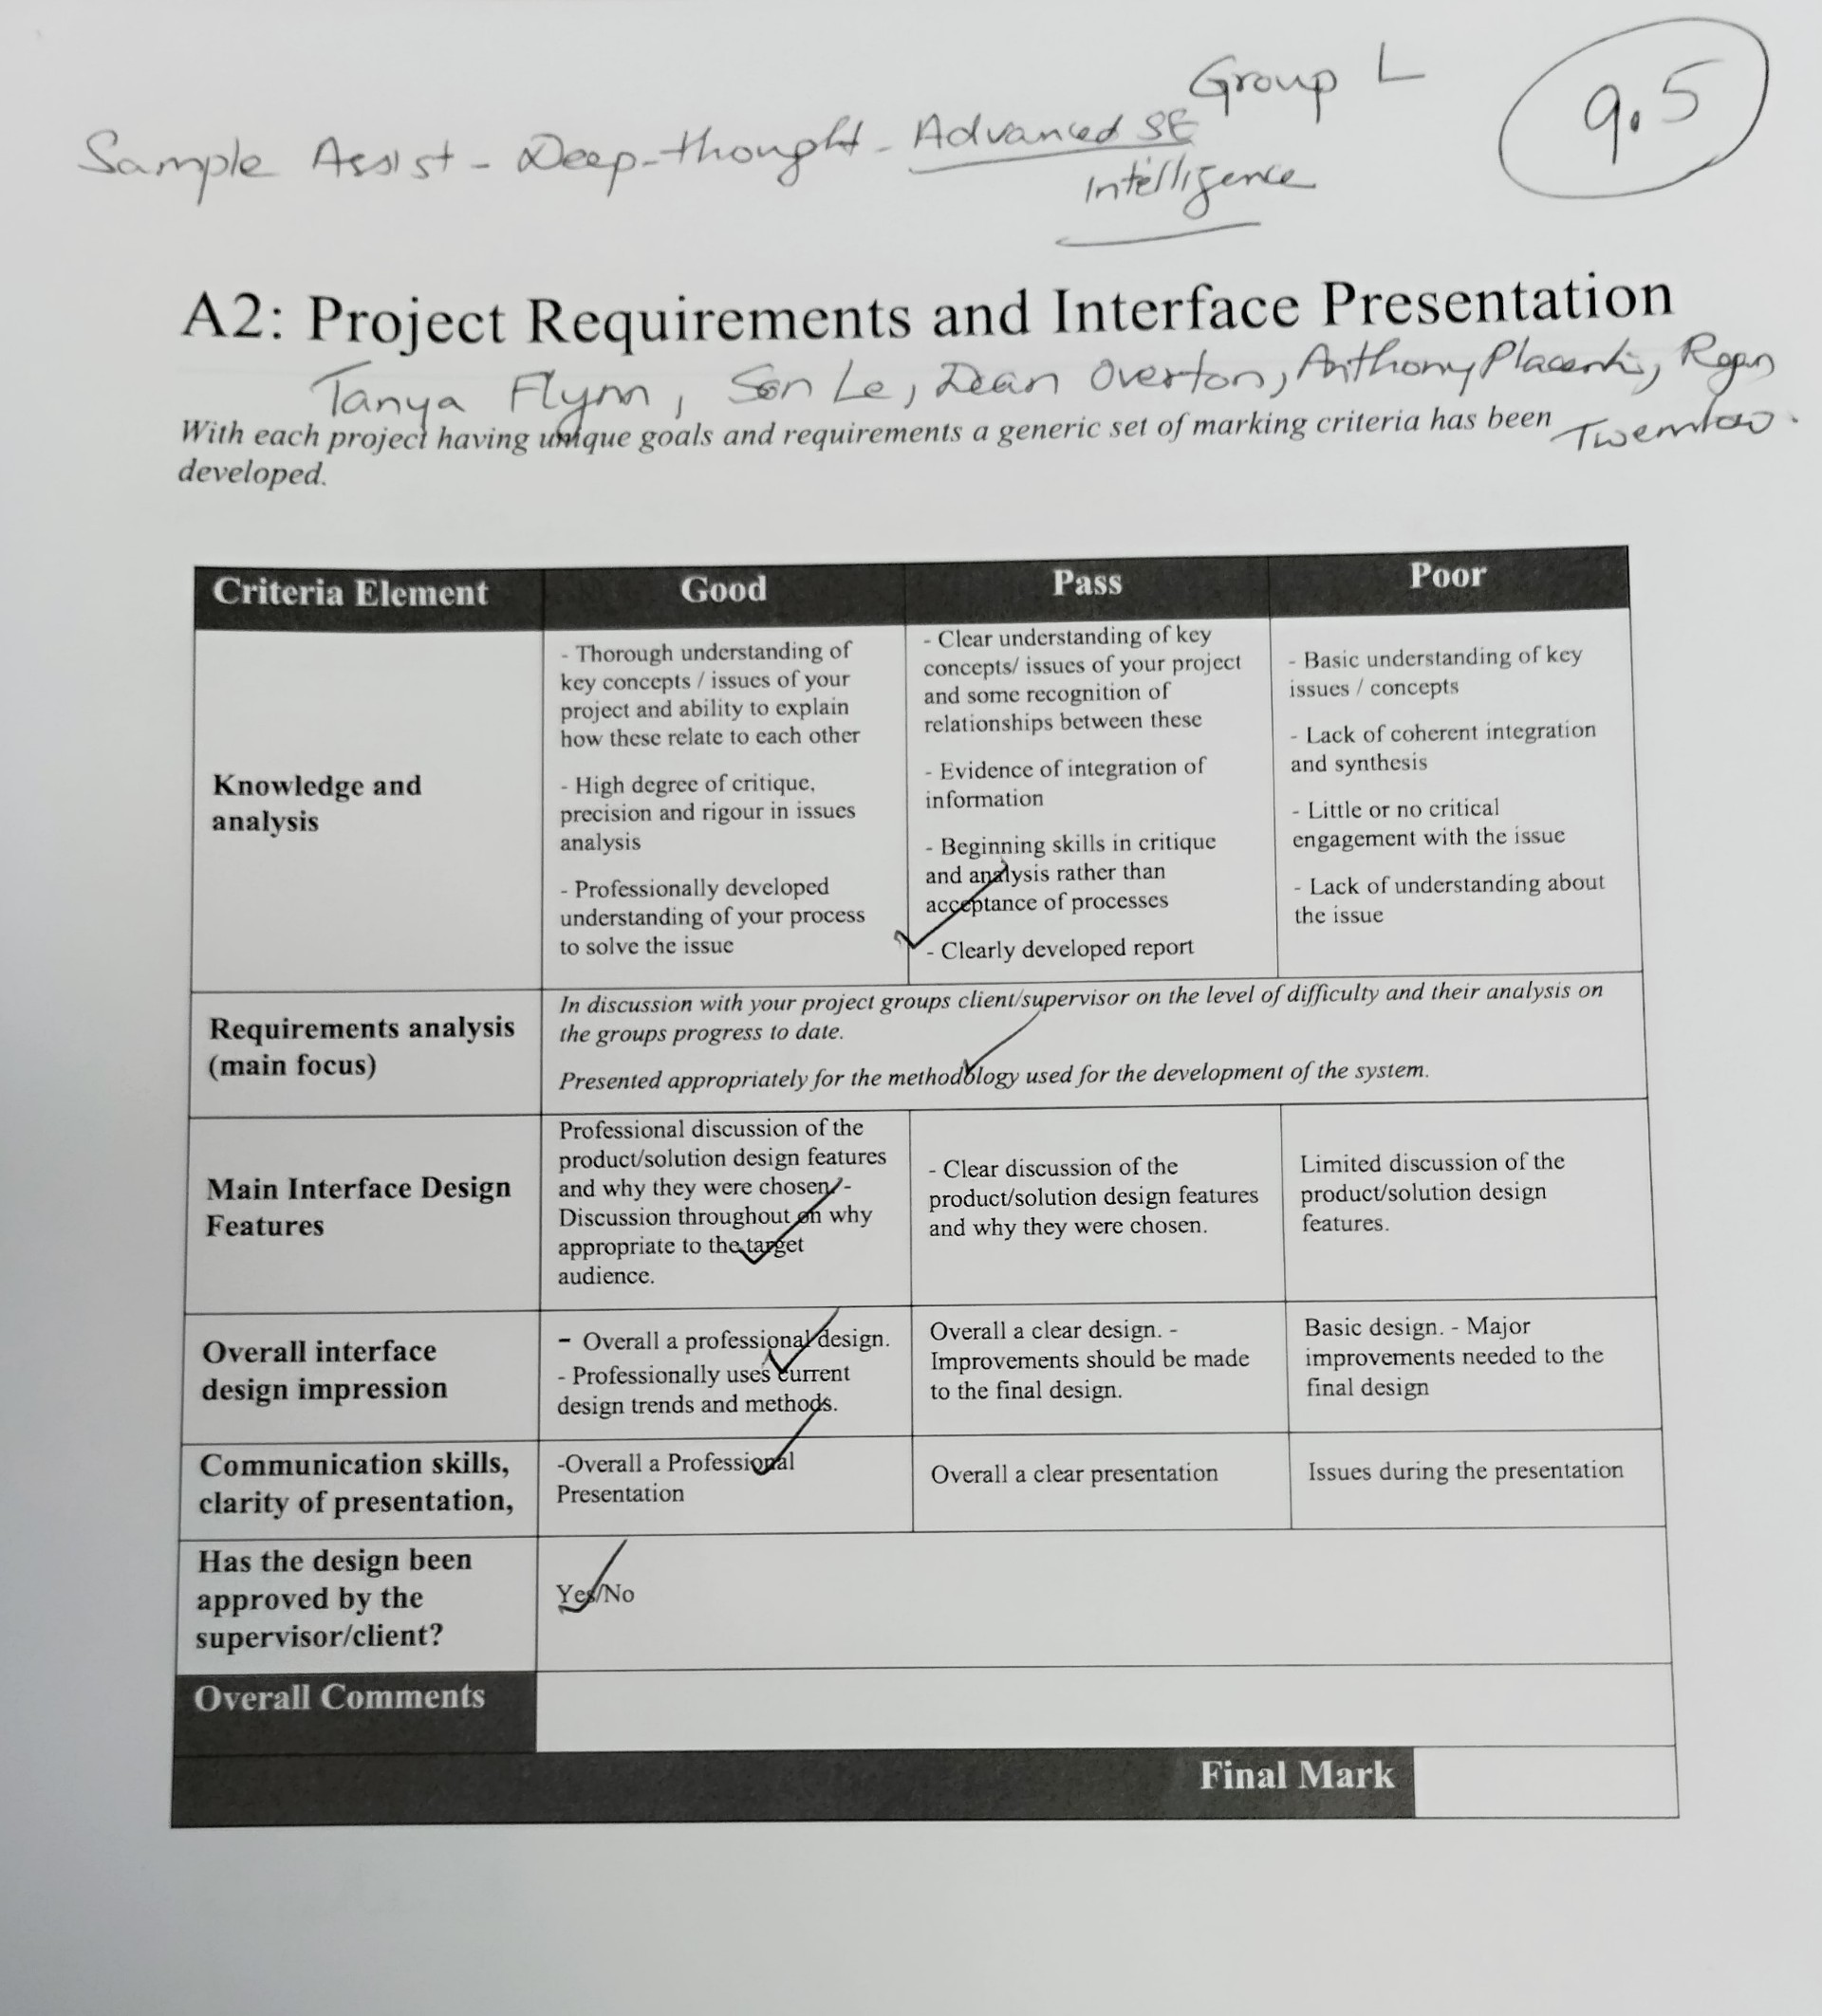 Group L
9.5
Sample Assist - Deep-thought - Advanced SE
Intelligence
A2: Project Requirements and Interface Presentation
Tanya Flynn, Son Le, Dean Overton, Anthony Placenti, Regan
Twemlow.
With each project having unique goals and requirements a generic set of marking criteria has been
developed.
Criteria Element
Good
Pass
Poor
Knowledge and
analysis
- Thorough understanding of
key concepts / issues of your
project and ability to explain
how these relate to each other
- High degree of critique,
precision and rigour in issues
analysis
- Professionally developed
understanding of your process
to solve the issue
- Clear understanding of key
concepts/ issues of your project
and some recognition of
relationships between these
- Evidence of integration of
information
- Beginning skills in critique
and analysis rather than
acceptance of processes
- Clearly developed report
- Basic understanding of key
issues / concepts
- Lack of coherent integration
and synthesis
- Little or no critical
engagement with the issue
- Lack of understanding about
the issue
Requirements analysis
(main focus)
In discussion with your project groups client/supervisor on the level of difficulty and their analysis on
the groups progress to date.
Presented appropriately for the methodology used for the development of the system.
Main Interface Design
Features
Professional discussion of the
product/solution design features
and why they were chosen. -
Discussion throughout on why
appropriate to the target
audience.
- Clear discussion of the
product/solution design features
and why they were chosen.
Limited discussion of the
product/solution design
features.
Overall interface
design impression
- Overall a professional design.
- Professionally uses current
design trends and methods.
Overall a clear design. -
Improvements should be made
to the final design.
Basic design. - Major
improvements needed to the
final design
Communication skills,
clarity of presentation,
-Overall a Professional
Presentation
Overall a clear presentation
Issues during the presentation
Has the design been
approved by the
supervisor/client?
Yes/No
Overall Comments
Final Mark